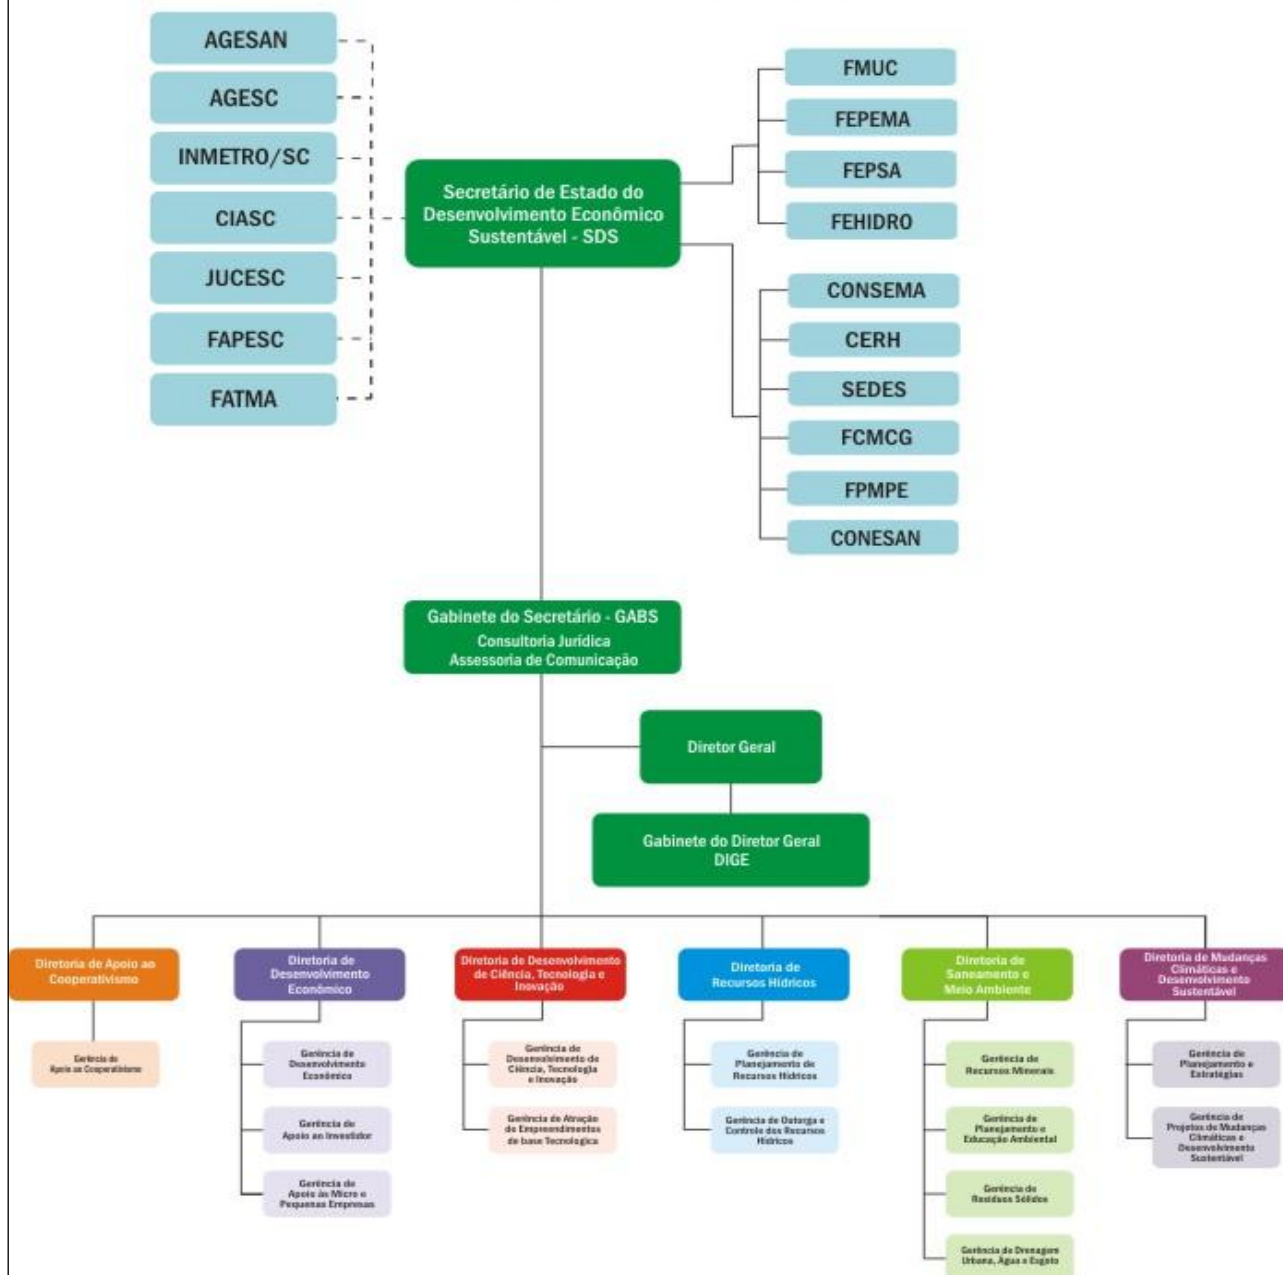 AGESAN
AGESC
INMETRO/SC
CIASC
JUCESC
FAPESC
FATMA
Secretário de Estado do
Desenvolvimento Econômico
Sustentável - SDS
FMUC
FEPEMA
FEPSA
FEHIDRO
CONSEMA
CERH
SEDES
FCMCG
FPMPE
CONESAN
Gabinete do Secretário - GABS
Consultoria Jurídica
Assessoria de Comunicação
Diretor Geral
Gabinete do Diretor Geral
DIGE
Diretoria de Apoio ao
Cooperativismo
Gerência de
Apoio ao Cooperativismo
Diretoria de
Desenvolvimento
Econômico
Gerência de
Desenvolvimento
Econômico
Gerência de
Apoio ao Investidor
Gerência de
Apoio às Micro e
Pequenas Empresas
Diretoria de Desenvolvimento
de Ciência, Tecnologia e
Inovação
Gerência de
Desenvolvimento de
Ciência, Tecnologia
e Inovação
Gerência de Atração
de Empreendimentos
de base Tecnologica
Diretoria de
Recursos Hídricos
Gerência de
Planejamento de
Recursos Hídricos
Gerência de Outorga e
Controle dos Recursos
Hídricos
Diretoria de
Saneamento e
Meio Ambiente
Gerência de
Recursos Minerais
Gerência de
Planejamento e
Educação Ambiental
Gerência de
Resíduos Sólidos
Gerência de Drenagem
Urbana, Água e Esgoto
Diretoria de Mudanças
Climáticas e
Desenvolvimento
Sustentável
Gerência de
Planejamento e
Estratégias
Gerência de
Projetos de Mudanças
Climáticas e
Desenvolvimento
Sustentável